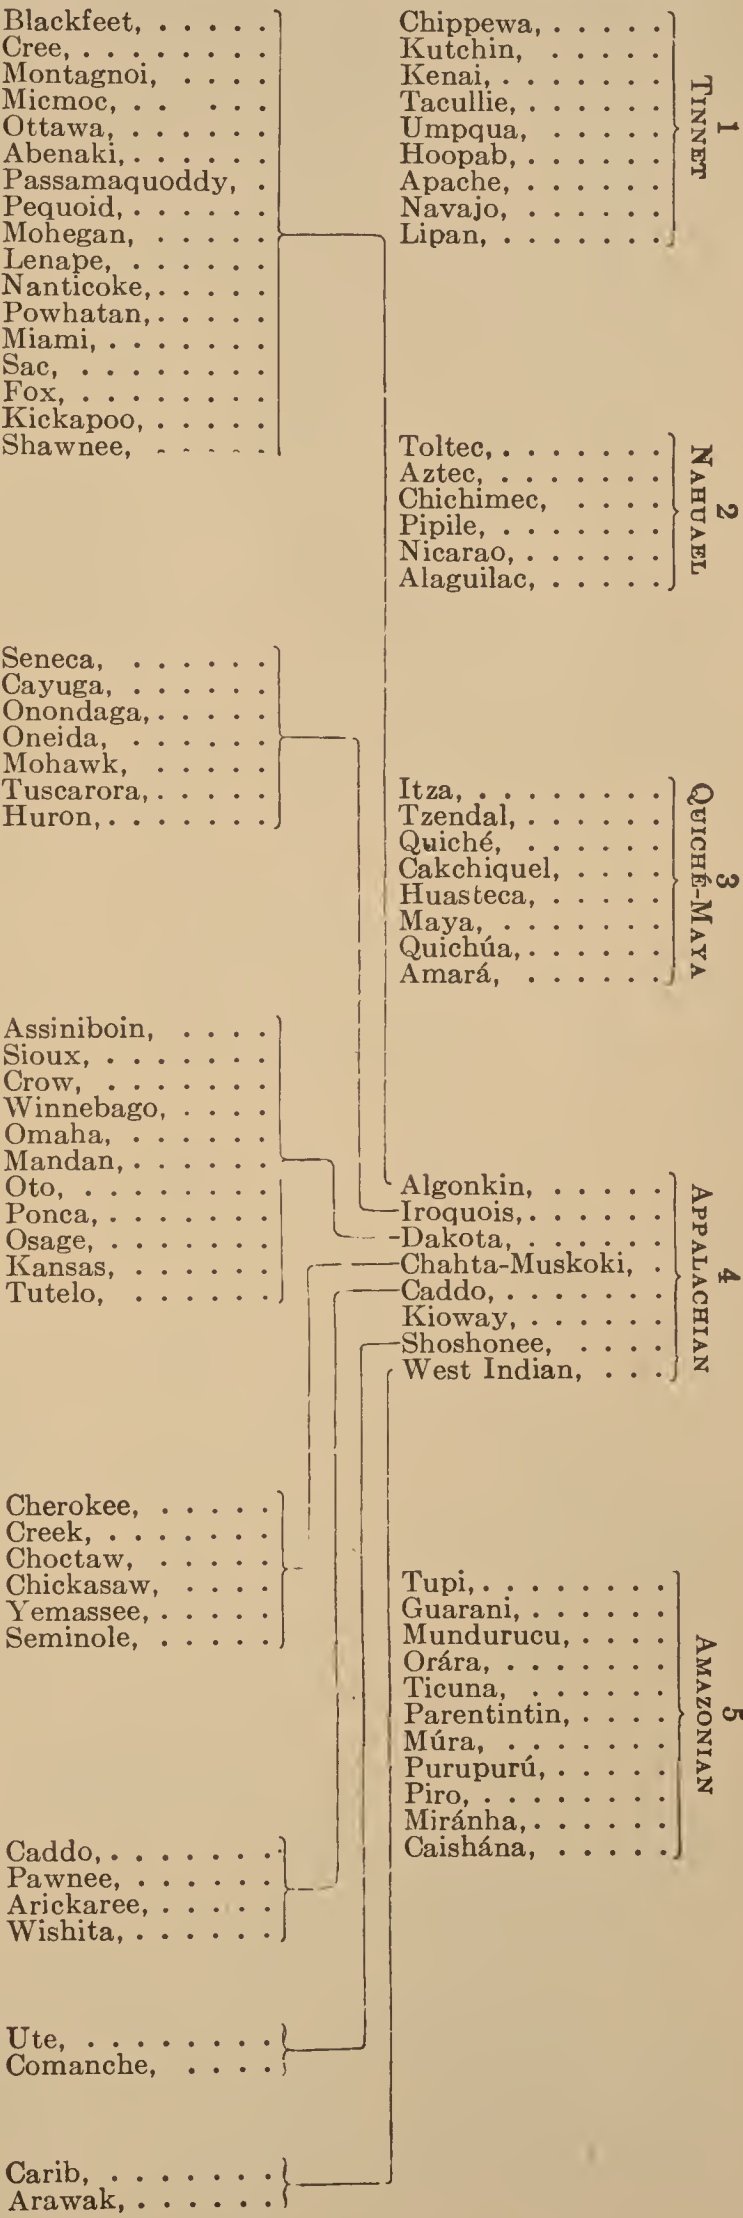 Blackfeet, . . . . .
Cree, . . . . . . . .
Montagnoi, . . . .
Micmoc, . . . . .
Ottawa, . . . . . .
Abenaki, . . . . . .
Passamaquoddy, .
Pequoid, . . . . . .
Mohegan, . . . . .
Lenape, . . . . . .
Nanticoke, . . . . .
Powhatan, . . . . .
Miami, . . . . . . .
Sac, . . . . . . . .
Fox, . . . . . . . .
Kickapoo, . . . . .
Shawnee, . . . . .
Seneca, . . . . . .
Cayuga, . . . . . .
Onondaga, . . . . .
Oneida, . . . . . .
Mohawk, . . . . .
Tuscarora, . . . . .
Huron, . . . . . . .
Assiniboin, . . . .
Sioux, . . . . . . .
Crow, . . . . . . .
Winnebago, . . . .
Omaha, . . . . . .
Mandan, . . . . . .
Oto, . . . . . . . .
Ponca, . . . . . . .
Osage, . . . . . . .
Kansas, . . . . . .
Tutelo, . . . . . .
Cherokee, . . . . .
Creek, . . . . . . .
Choctaw, . . . . .
Chickasaw, . . . .
Yemassee, . . . . .
Seminole, . . . . .
Caddo, . . . . . . .
Pawnee, . . . . . .
Arickaree, . . . . .
Wishita, . . . . . .
Ute, . . . . . . . .
Comanche, . . . .
Carib, . . . . . . .
Arawak, . . . . . .
Chippewa, . . . . .
Kutchin, . . . . . .
Kenai, . . . . . . .
Tacullie, . . . . . .
Umpqua, . . . . . .
Hoopab, . . . . . .
Apache, . . . . . .
Navajo, . . . . . .
Lipan, . . . . . . .
1
TINNET
Toltec, . . . . . . .
Aztec, . . . . . . .
Chichimec, . . . . .
Pipile, . . . . . . .
Nicarao, . . . . . .
Alaguilac, . . . . .
2
NAHUAEL
Itza, . . . . . . . .
Tzendal, . . . . . .
Quiché, . . . . . .
Cakchiquel, . . . .
Huasteca, . . . . .
Maya, . . . . . . .
Quichúa, . . . . . .
Amará, . . . . . .
3
QUICHÉ-MAYA
Algonkin, . . . . .
Iroquois, . . . . . .
Dakota, . . . . . .
Chahta-Muskoki, .
Caddo, . . . . . . .
Kioway, . . . . . .
Shoshonee, . . . .
West Indian, . . .
4
APPALACHIAN
Tupi, . . . . . . . .
Guarani, . . . . . .
Mundurucu, . . . .
Orára, . . . . . . .
Ticuna, . . . . . .
Parentintin, . . . .
Múra, . . . . . . .
Purupurú, . . . . .
Piro, . . . . . . . .
Miránha, . . . . . .
Caishána, . . . . .
5
AMAZONIAN